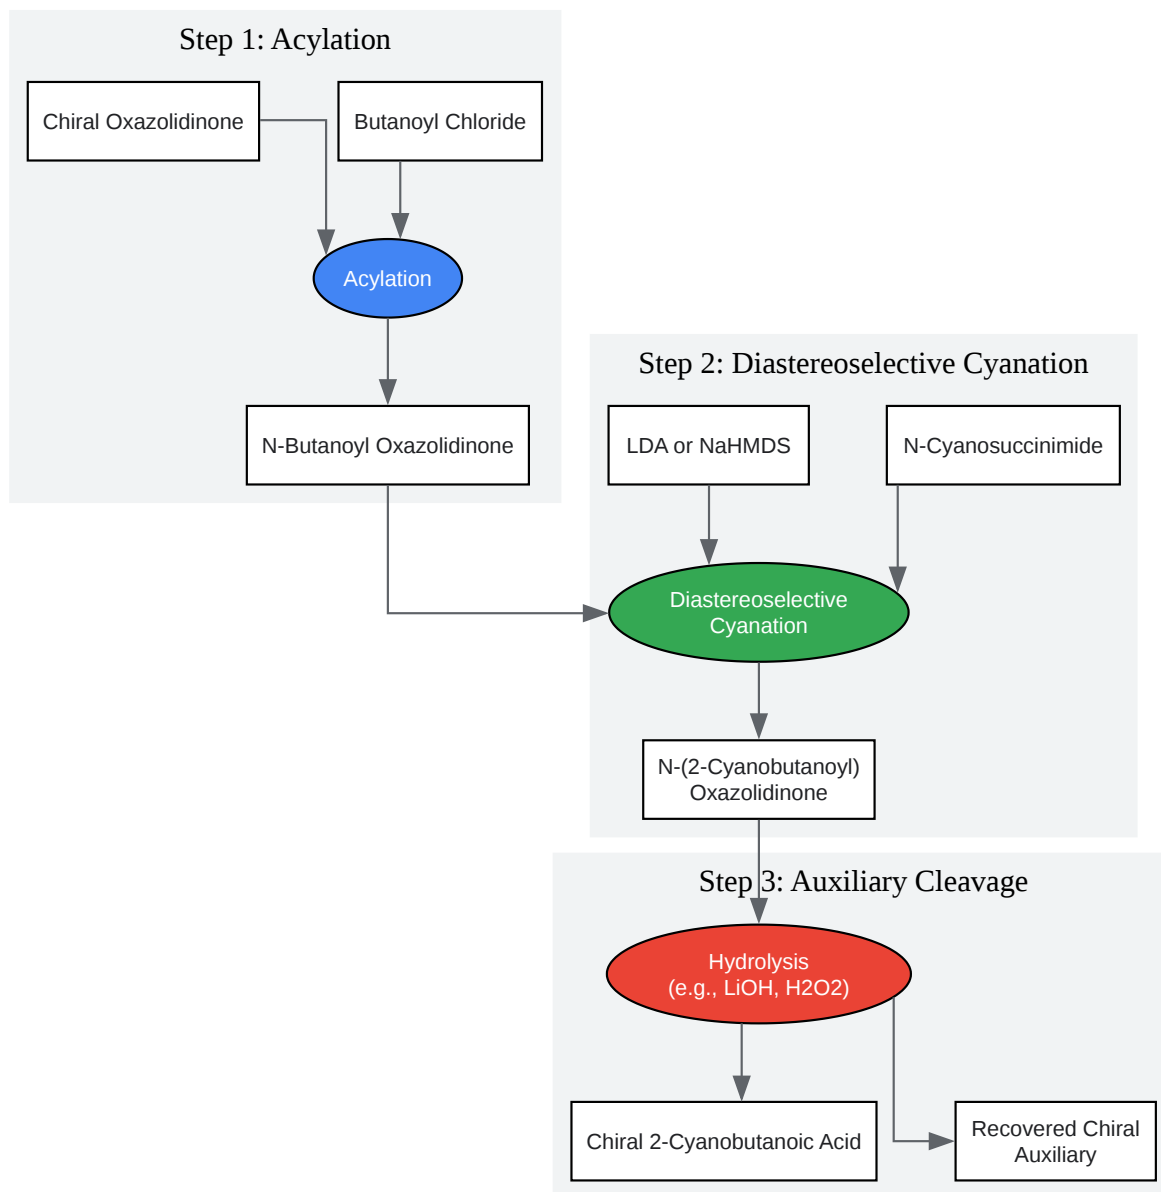 Step 1: Acylation
Chiral Oxazolidinone
Butanoyl Chloride
Acylation
N-Butanoyl Oxazolidinone
Step 2: Diastereoselective Cyanation
LDA or NaHMDS
N-Cyanosuccinimide
Diastereoselective
Cyanation
N-(2-Cyanobutanoyl)
Oxazolidinone
Step 3: Auxiliary Cleavage
Hydrolysis
(e.g., LiOH, H2O2)
Chiral 2-Cyanobutanoic Acid
Recovered Chiral
Auxiliary